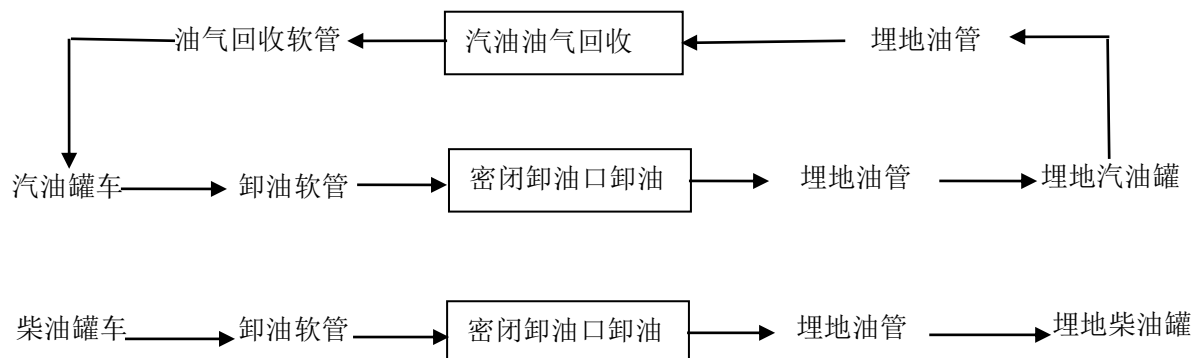 油气回收软管 汽油油气回收 埋地油管
汽油罐车 卸油软管 密闭卸油口卸油 埋地油管 埋地汽油罐
柴油罐车 卸油软管 密闭卸油口卸油 埋地油管 埋地柴油罐